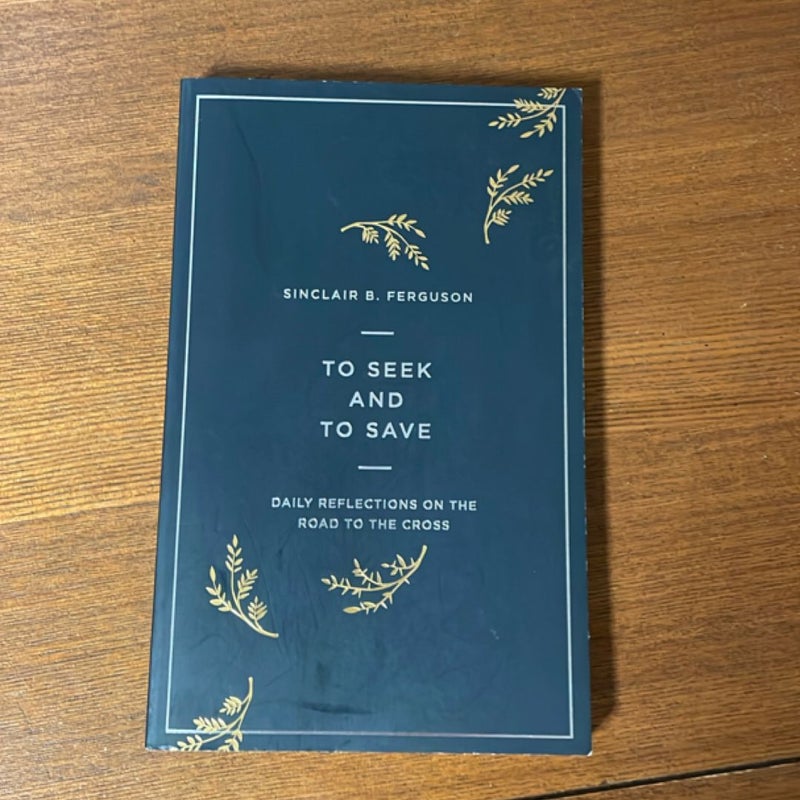 SINCLAIR B. FERGUSON
TO SEEK
AND
TO SAVE
DAILY REFLECTIONS ON THE
ROAD TO THE CROSS